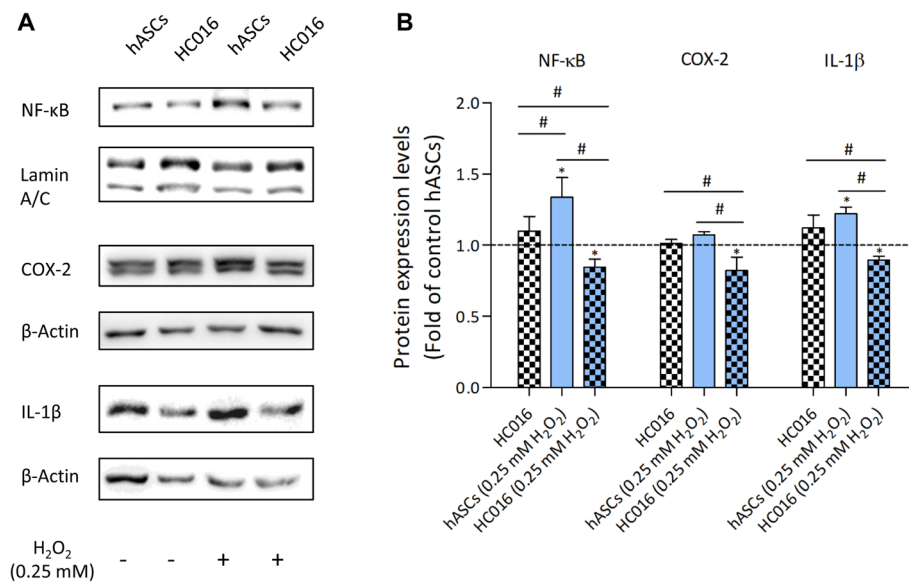 A
hASCs HC016 hASCs HC016
NF-κB
Lamin
A/C
COX-2
β-Actin
IL-1β
β-Actin
H₂O₂
(0.25 mM)
- - + +
B
NF-κB COX-2 IL-1β
Protein expression levels
(Fold of control hASCs)
2.0
1.5
1.0
0.5
0.0
# # # * *
# # *
# # * *
HC016
hASCs (0.25 mM H₂O₂)
HC016 (0.25 mM H₂O₂)
HC016
hASCs (0.25 mM H₂O₂)
HC016 (0.25 mM H₂O₂)
HC016
hASCs (0.25 mM H₂O₂)
HC016 (0.25 mM H₂O₂)